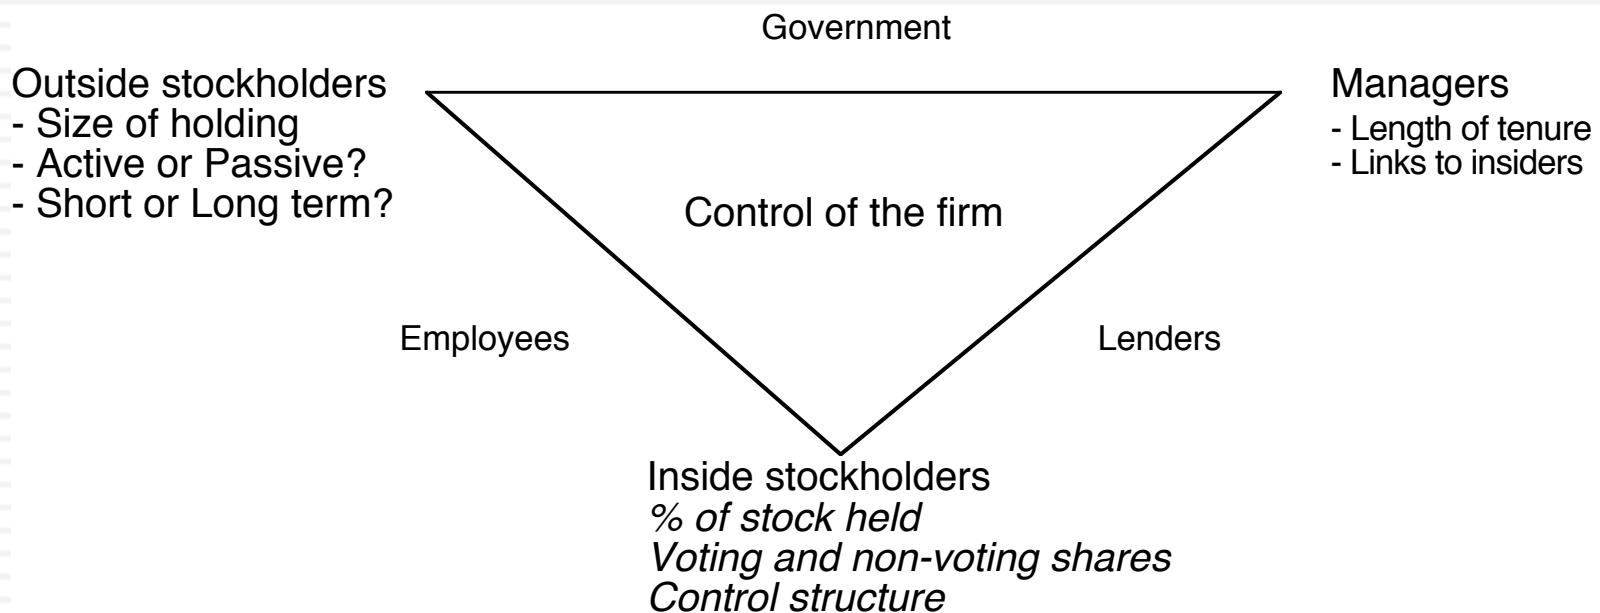 Government
Outside stockholders
- Size of holding
- Active or Passive?
- Short or Long term?
Managers
- Length of tenure
- Links to insiders
Control of the firm
Employees
Lenders
Inside stockholders
% of stock held
Voting and non-voting shares
Control structure